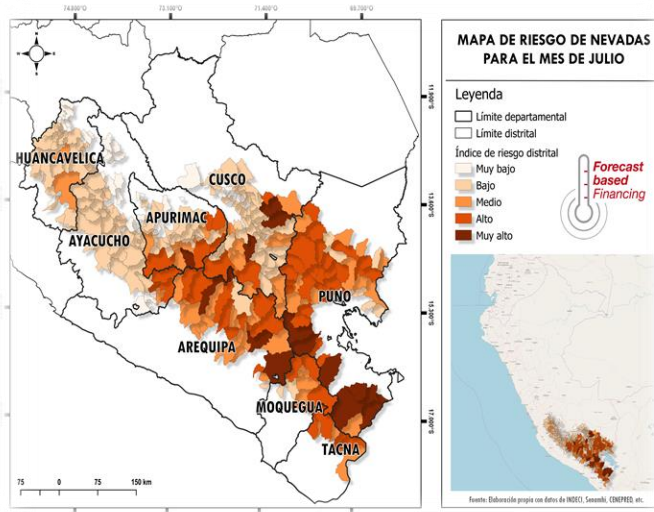 MAPA DE RIESGO DE NEVADAS
PARA EL MES DE JULIO
Leyenda
Límite departamental
Límite distrital
Índice de riesgo distrital
Muy bajo
Bajo
Medio
Alto
Muy alto
Forecast
based
Financing
HUANCAVELICA
CUSCO
APURIMAC
AYACUCHO
PUNO
AREQUIPA
MOQUEGUA
TACNA
75 0 75 150 km
Fuente: Elaboración propia con datos de INDECI, Senamhi, CENEPRED, etc.